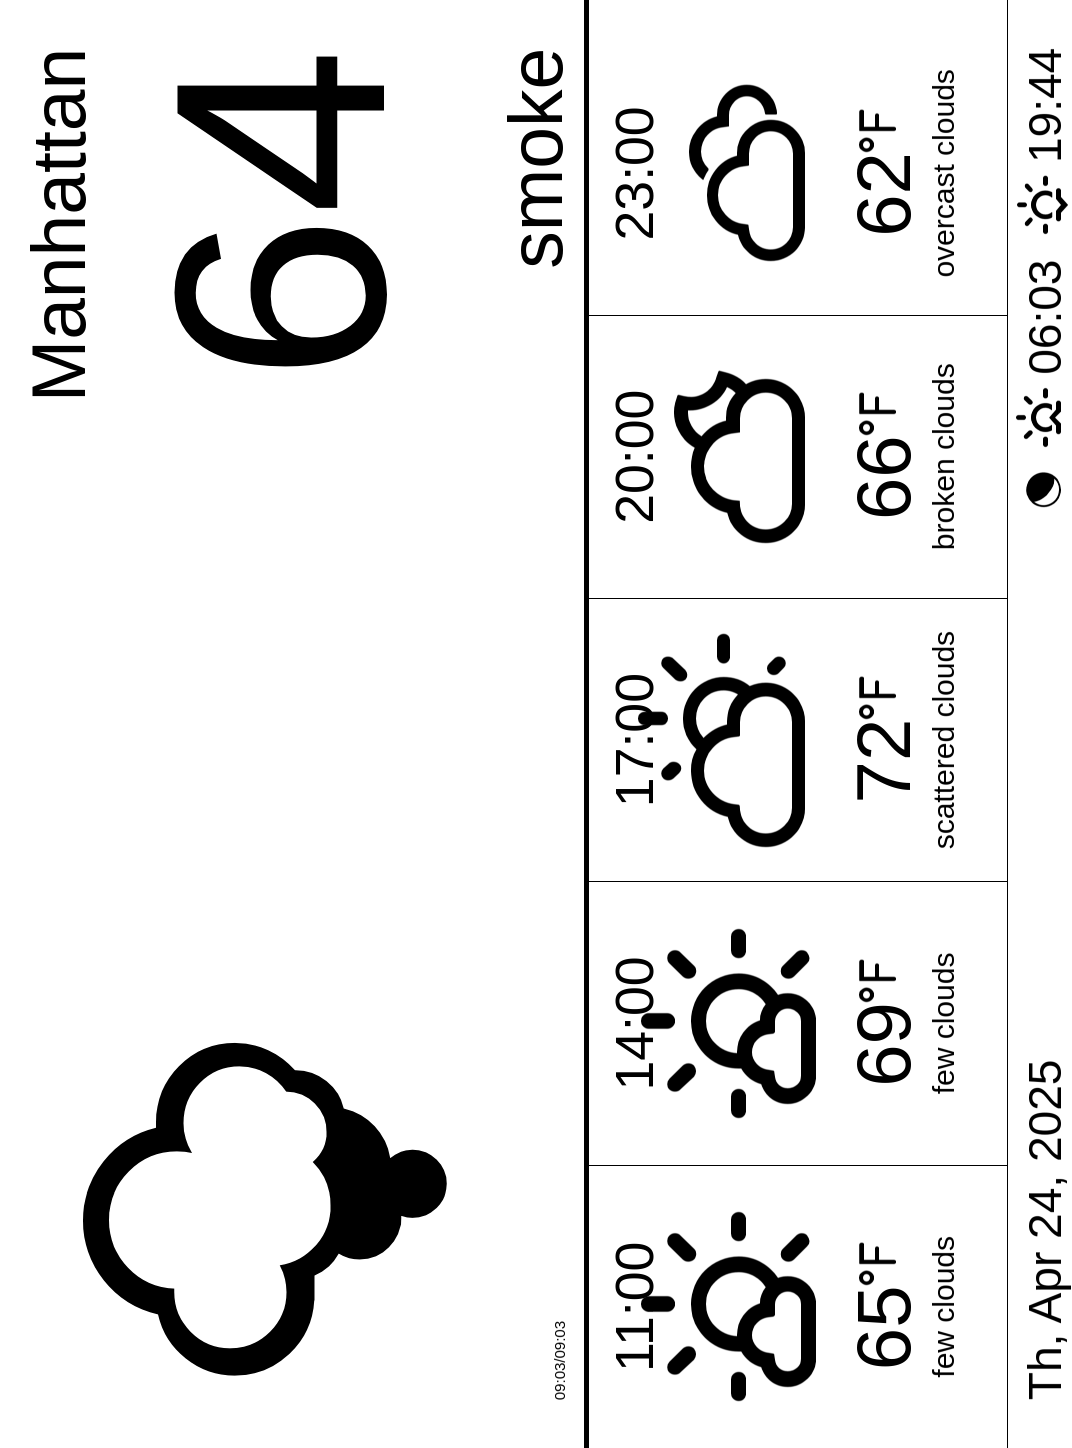 Manhattan
64
smoke
09:03/09:03
11:00
65°F
few clouds
14:00
69°F
few clouds
17:00
72°F
scattered clouds
20:00
66°F
broken clouds
23:00
62°F
overcast clouds
Th, Apr 24, 2025
06:03 19:44